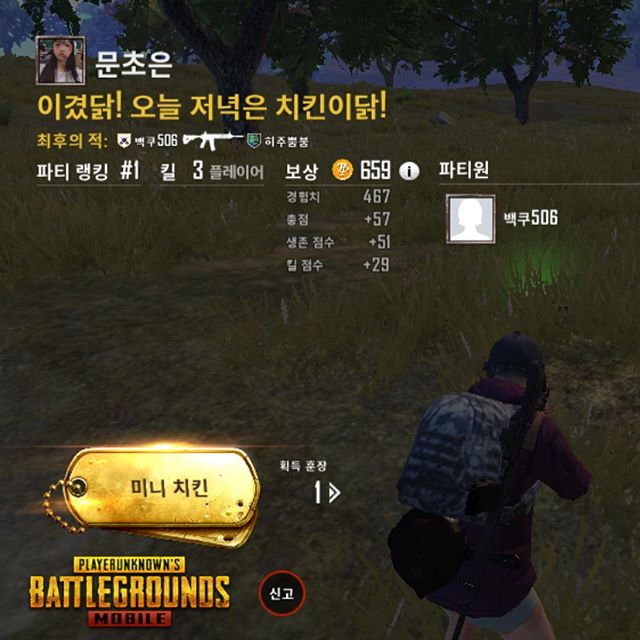 문초은
이겼닭! 오늘 저녁은 치킨이닭!
최후의 적: 백쿠506 히주뿜뿜
파티 랭킹 #1 킬 3 플레이어 보상 659 i 파티원
경험치 467
총점 +57
생존 점수 +51
킬 점수 +29
백쿠506
미니 치킨
획득 훈장
1
PLAYERUNKNOWN'S
BATTLEGROUNDS
MOBILE
신고